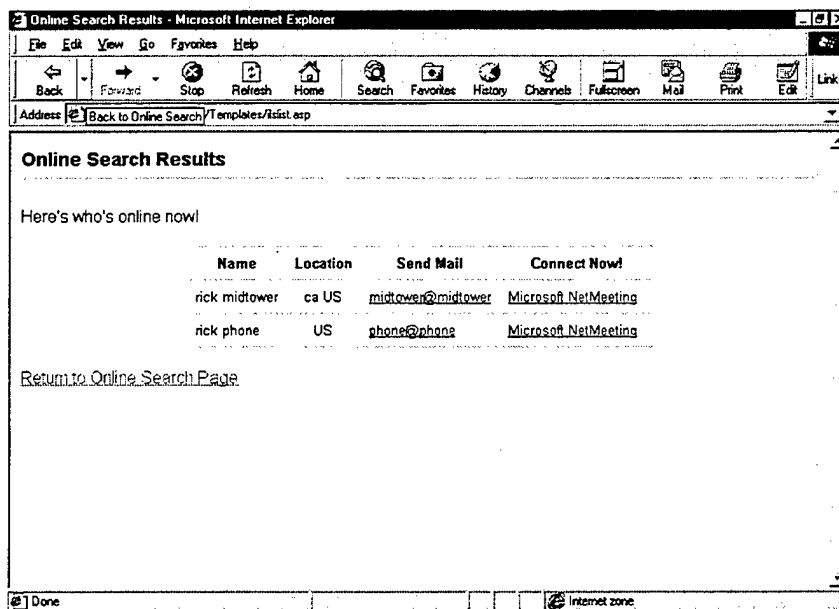 Online Search Results - Microsoft Internet Explorer
File Edit View Go Favorites Help
Back Forward Stop Refresh Home Search Favorites History Channels Fullscreen Mail Print Edit Link
Address Back to Online Search /Templates/ilslist.asp
Online Search Results
Here's who's online now!
Name Location Send Mail Connect Now!
rick midtower ca US midtower@midtower Microsoft NetMeeting
rick phone US phone@phone Microsoft NetMeeting
Return to Online Search Page
Done Internet zone